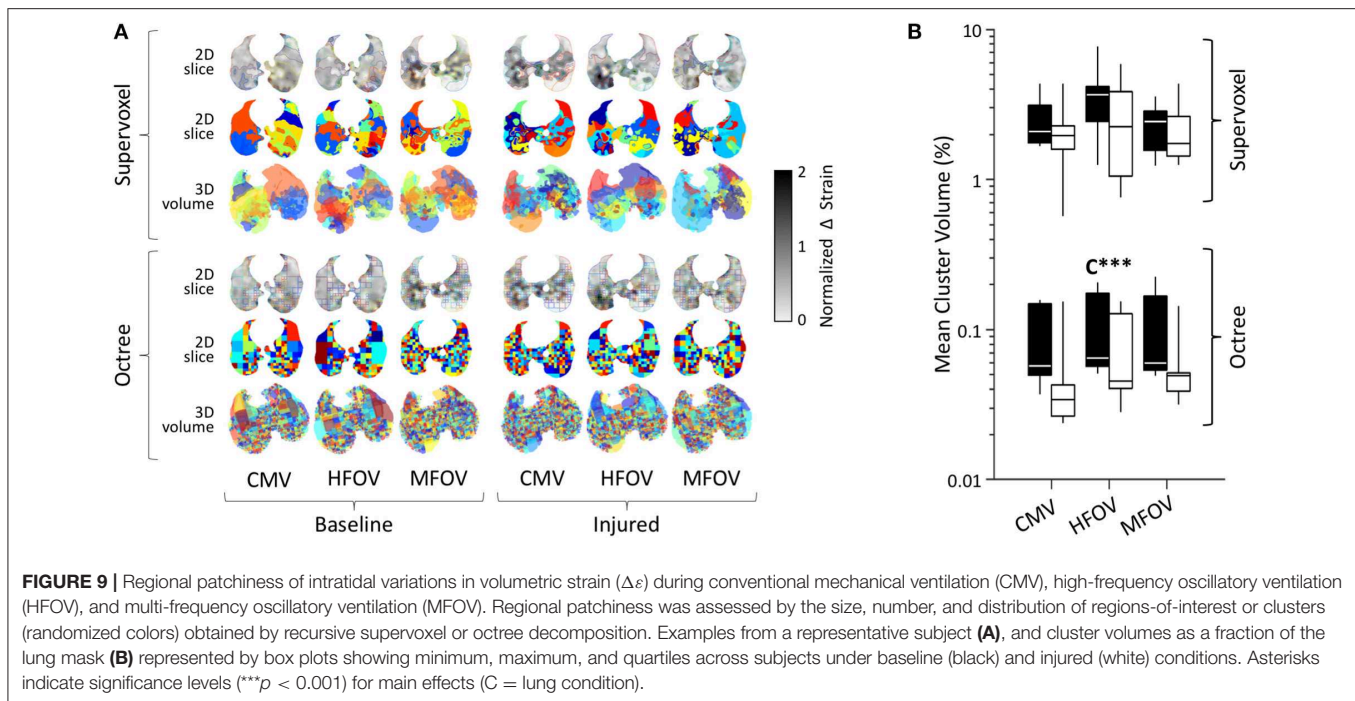 A
Supervoxel
2D
slice
2D
slice
3D
volume
Octree
2D
slice
2D
slice
3D
volume
CMV HFOV MFOV CMV HFOV MFOV
Baseline Injured
2
1
0
Normalized Δ Strain
B
Mean Cluster Volume (%)
10
1
0.1
0.01
C***
CMV
HFOV
MFOV
Supervoxel
Octree
FIGURE 9 | Regional patchiness of intratidal variations in volumetric strain (Δε) during conventional mechanical ventilation (CMV), high-frequency oscillatory ventilation
(HFOV), and multi-frequency oscillatory ventilation (MFOV). Regional patchiness was assessed by the size, number, and distribution of regions-of-interest or clusters
(randomized colors) obtained by recursive supervoxel or octree decomposition. Examples from a representative subject (A), and cluster volumes as a fraction of the
lung mask (B) represented by box plots showing minimum, maximum, and quartiles across subjects under baseline (black) and injured (white) conditions. Asterisks
indicate significance levels (***p < 0.001) for main effects (C = lung condition).